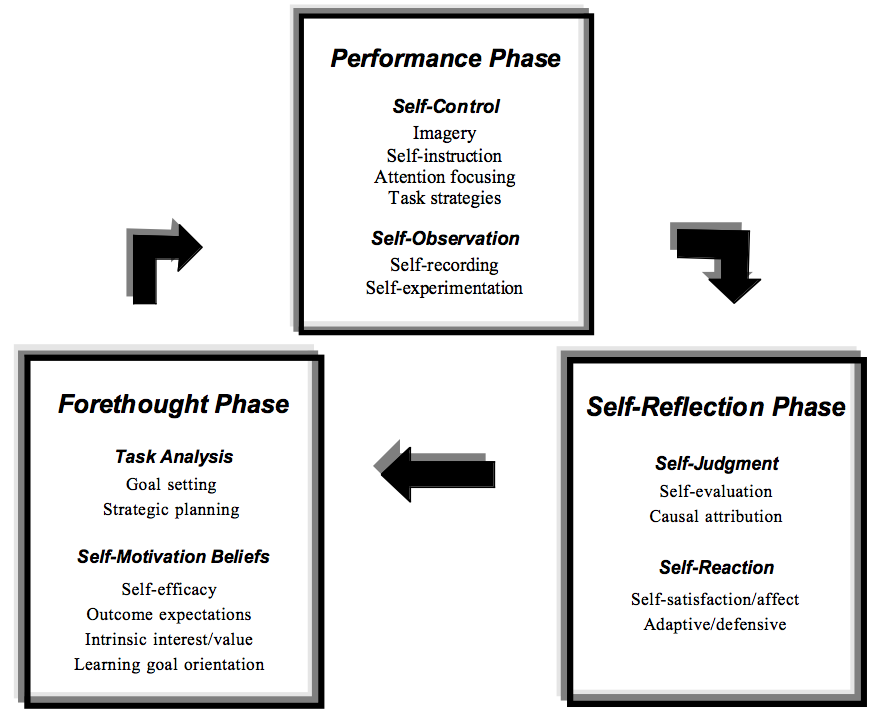 Performance Phase
Self-Control
Imagery
Self-instruction
Attention focusing
Task strategies
Self-Observation
Self-recording
Self-experimentation
Forethought Phase
Task Analysis
Goal setting
Strategic planning
Self-Motivation Beliefs
Self-efficacy
Outcome expectations
Intrinsic interest/value
Learning goal orientation
Self-Reflection Phase
Self-Judgment
Self-evaluation
Causal attribution
Self-Reaction
Self-satisfaction/affect
Adaptive/defensive